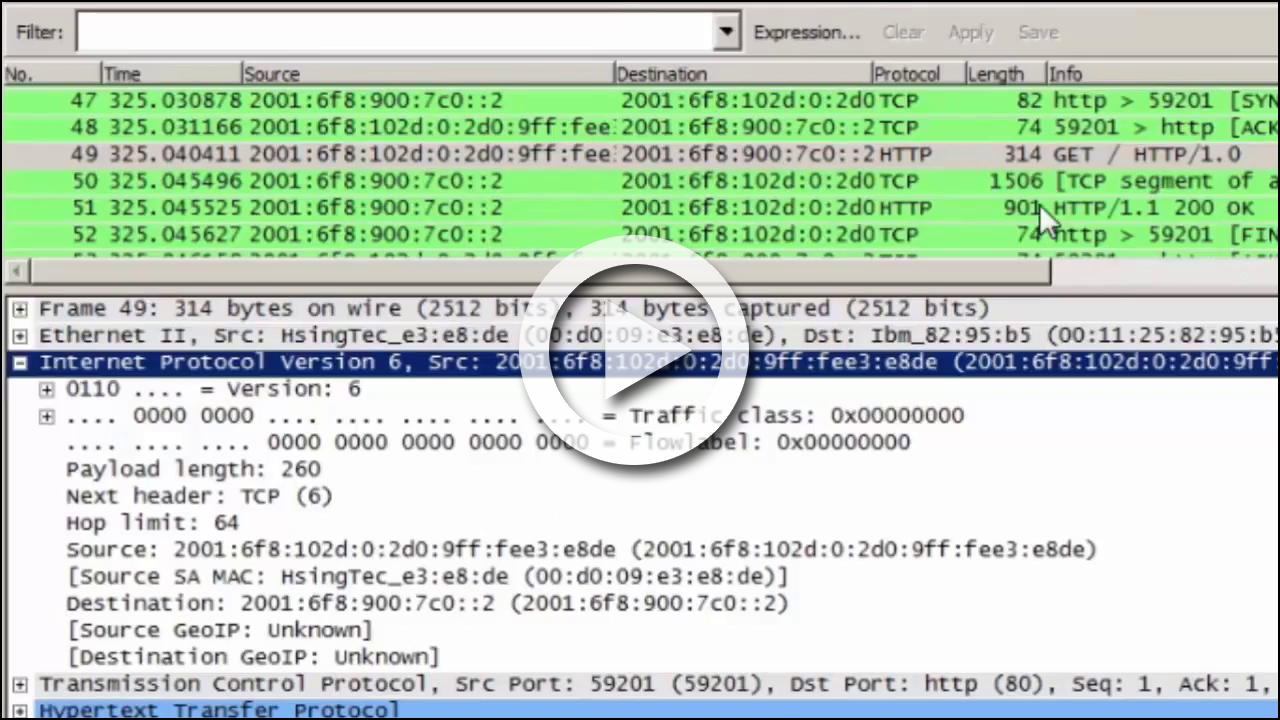 Filter: Expression... Clear Apply Save
No. Time Source Destination Protocol Length Info
47 325.030878 2001:6f8:900:7c0::2 2001:6f8:102d:0:2d0 TCP 82 http > 59201 [SYN
48 325.031166 2001:6f8:102d:0:2d0:9ff:fee 2001:6f8:900:7c0::2 TCP 74 59201 > http [ACK
49 325.040411 2001:6f8:102d:0:2d0:9ff:fee 2001:6f8:900:7c0::2 HTTP 314 GET / HTTP/1.0
50 325.045496 2001:6f8:900:7c0::2 2001:6f8:102d:0:2d0 TCP 1506 [TCP segment of a
51 325.045525 2001:6f8:900:7c0::2 2001:6f8:102d:0:2d0 HTTP 901 HTTP/1.1 200 OK
52 325.045627 2001:6f8:900:7c0::2 2001:6f8:102d:0:2d0 TCP 74 http > 59201 [FIN
Frame 49: 314 bytes on wire (2512 bits), 314 bytes captured (2512 bits)
Ethernet II, Src: HsingTec_e3:e8:de (00:d0:09:e3:e8:de), Dst: Ibm_82:95:b5 (00:11:25:82:95:b5
Internet Protocol Version 6, Src: 2001:6f8:102d:0:2d0:9ff:fee3:e8de (2001:6f8:102d:0:2d0:9ff
0110 .... = Version: 6
.... 0000 0000 .... .... .... .... .... = Traffic class: 0x00000000
.... .... .... 0000 0000 0000 0000 0000 = Flowlabel: 0x00000000
Payload length: 260
Next header: TCP (6)
Hop limit: 64
Source: 2001:6f8:102d:0:2d0:9ff:fee3:e8de (2001:6f8:102d:0:2d0:9ff:fee3:e8de)
[Source SA MAC: HsingTec_e3:e8:de (00:d0:09:e3:e8:de)]
Destination: 2001:6f8:900:7c0::2 (2001:6f8:900:7c0::2)
[Source GeoIP: Unknown]
[Destination GeoIP: Unknown]
Transmission Control Protocol, Src Port: 59201 (59201), Dst Port: http (80), Seq: 1, Ack: 1,
Hypertext Transfer Protocol